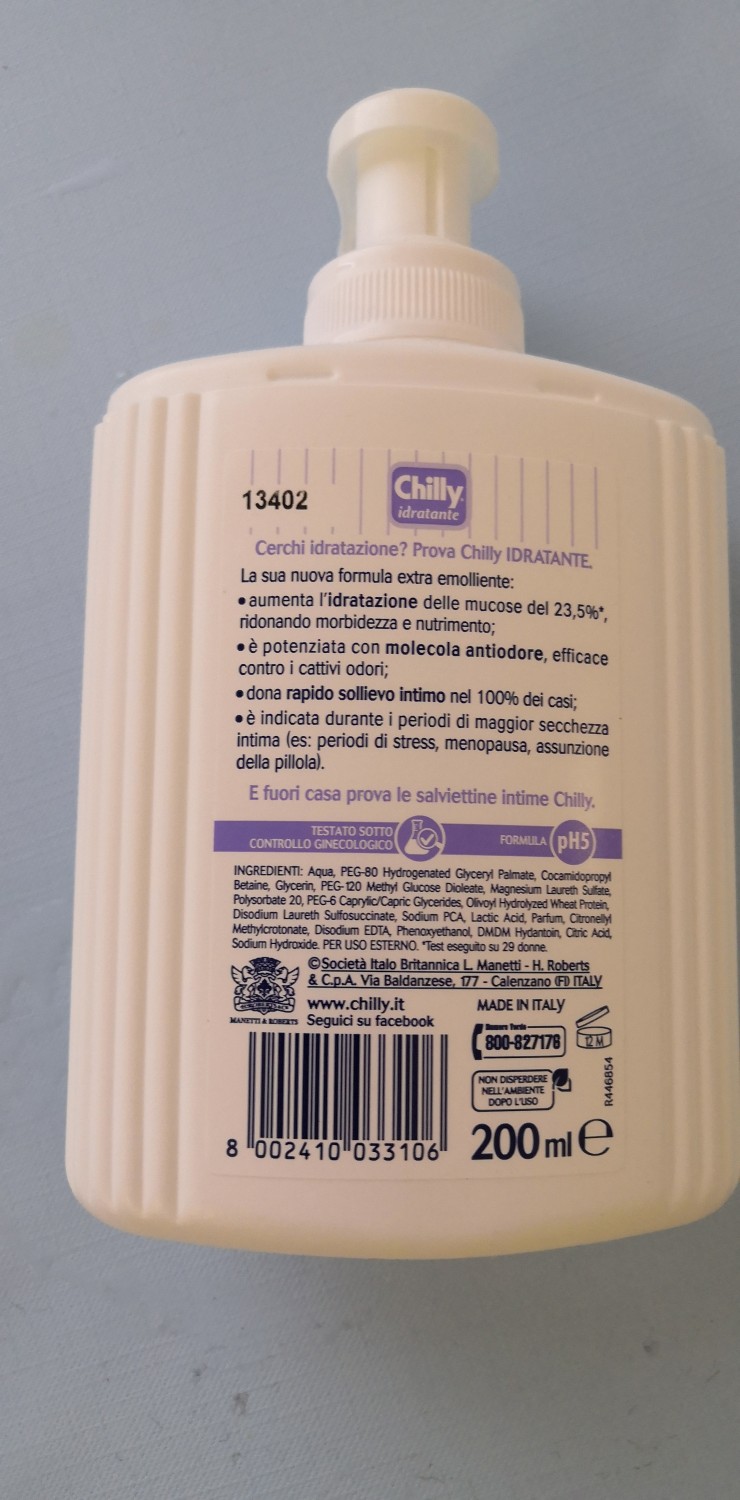 13402
Chilly
idratante
Cerchi idratazione? Prova Chilly IDRATANTE.
La sua nuova formula extra emolliente:
• aumenta l'idratazione delle mucose del 23,5%*,
ridonando morbidezza e nutrimento;
• è potenziata con molecola antiodore, efficace
contro i cattivi odori;
• dona rapido sollievo intimo nel 100% dei casi;
• è indicata durante i periodi di maggior secchezza
intima (es: periodi di stress, menopausa, assunzione
della pillola).
E fuori casa prova le salviettine intime Chilly.
TESTATO SOTTO
CONTROLLO GINECOLOGICO
FORMULA pH5
INGREDIENTI: Aqua, PEG-80 Hydrogenated Glyceryl Palmate, Cocamidopropyl
Betaine, Glycerin, PEG-120 Methyl Glucose Dioleate, Magnesium Laureth Sulfate,
Polysorbate 20, PEG-6 Caprylic/Capric Glycerides, Olivoyl Hydrolyzed Wheat Protein,
Disodium Laureth Sulfosuccinate, Sodium PCA, Lactic Acid, Parfum, Citronellyl
Methylcrotonate, Disodium EDTA, Phenoxyethanol, DMDM Hydantoin, Citric Acid,
Sodium Hydroxide. PER USO ESTERNO. *Test eseguito su 29 donne.
©Società Italo Britannica L. Manetti - H. Roberts
& C.p.A. Via Baldanzese, 177 - Calenzano (FI) ITALY
MANETTI & ROBERTS
www.chilly.it
Seguici su facebook
MADE IN ITALY
Numero Verde
800-827176
12 M
NON DISPERDERE
NELL'AMBIENTE
DOPO L'USO
R446854
8 002410 033106
200 ml e